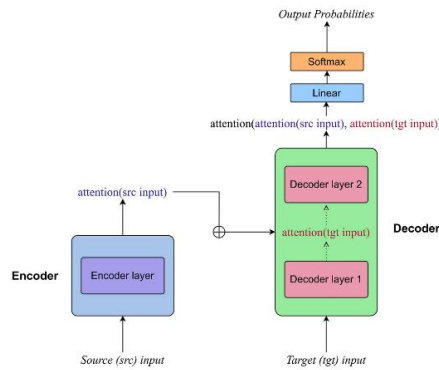 Output Probabilities
Softmax
Linear
attention(attention(src input), attention(tgt input))
Decoder layer 2
attention(src input)
attention(tgt input)
Decoder
Encoder
Encoder layer
Decoder layer 1
Source (src) input
Target (tgt) input